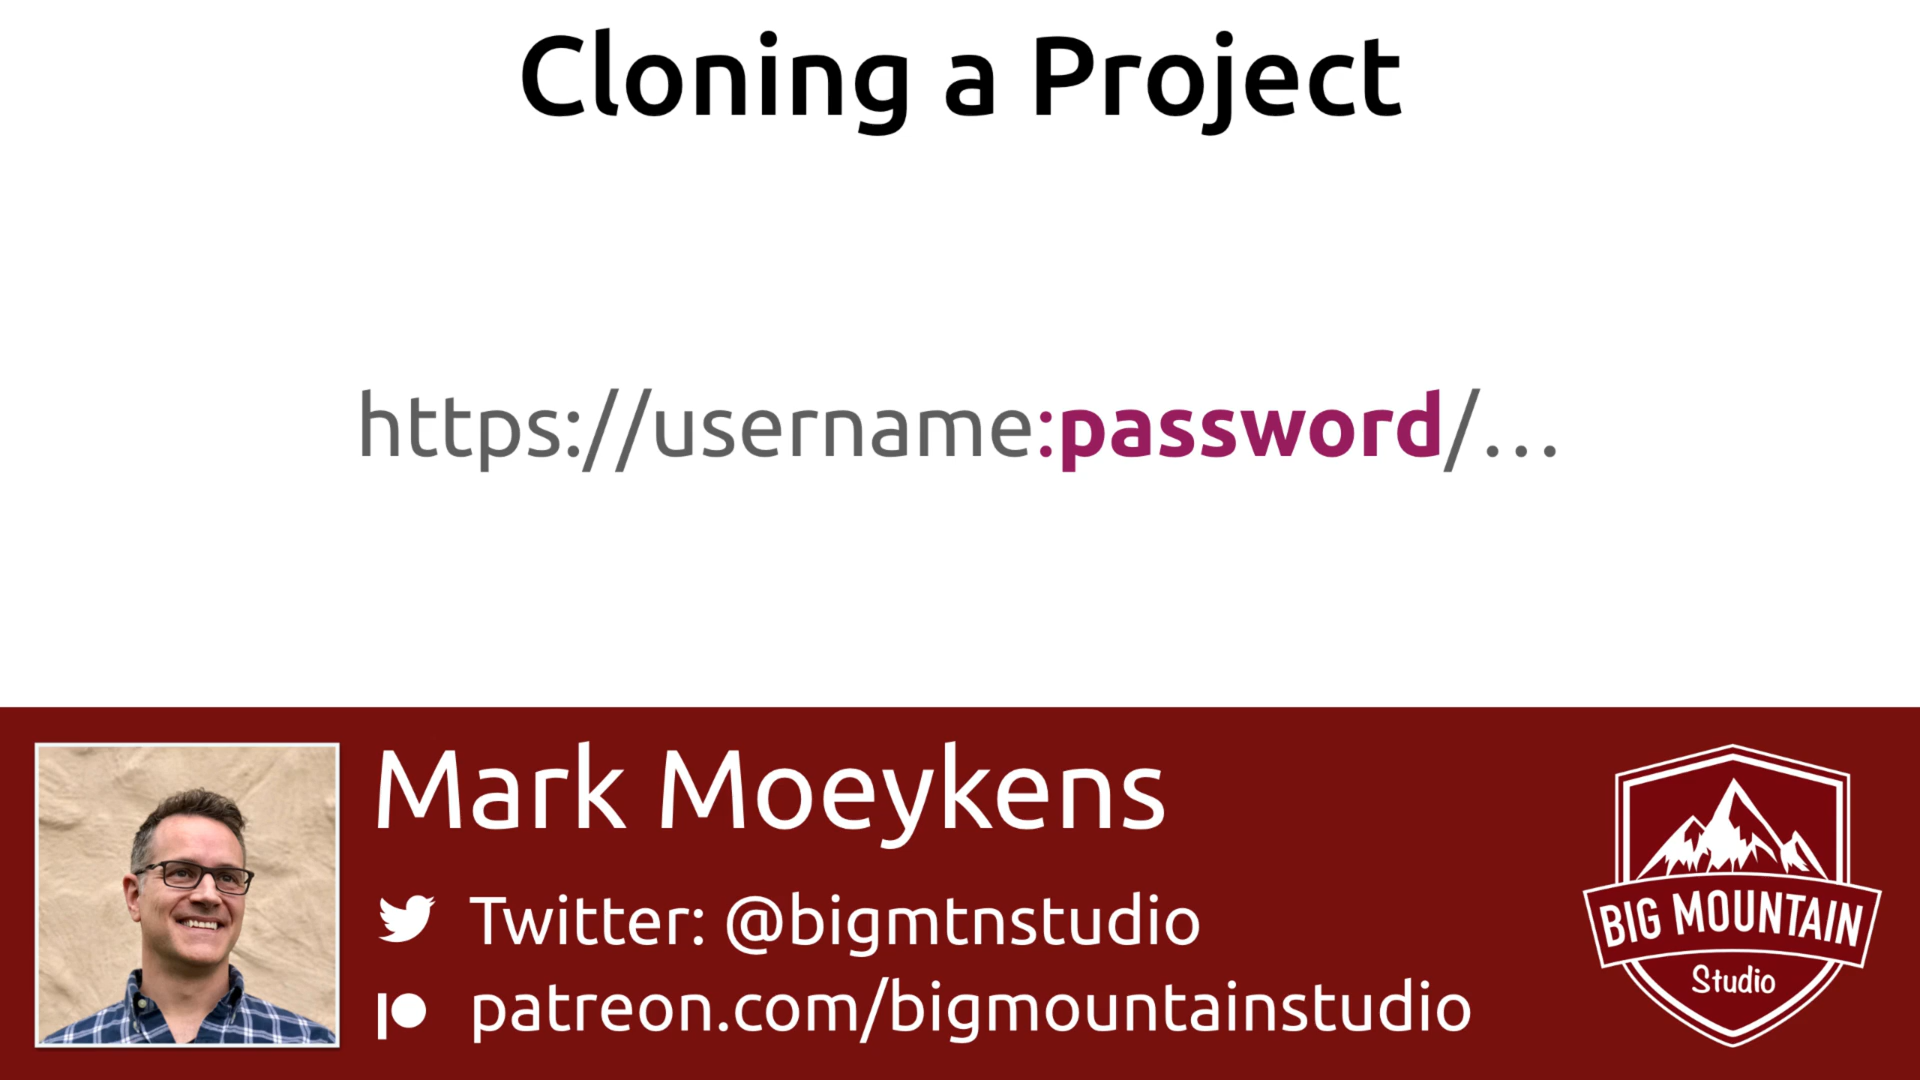 Cloning a Project
https://username:password/...
Mark Moeykens
Twitter: @bigmtnstudio
patreon.com/bigmountainstudio
BIG MOUNTAIN
Studio